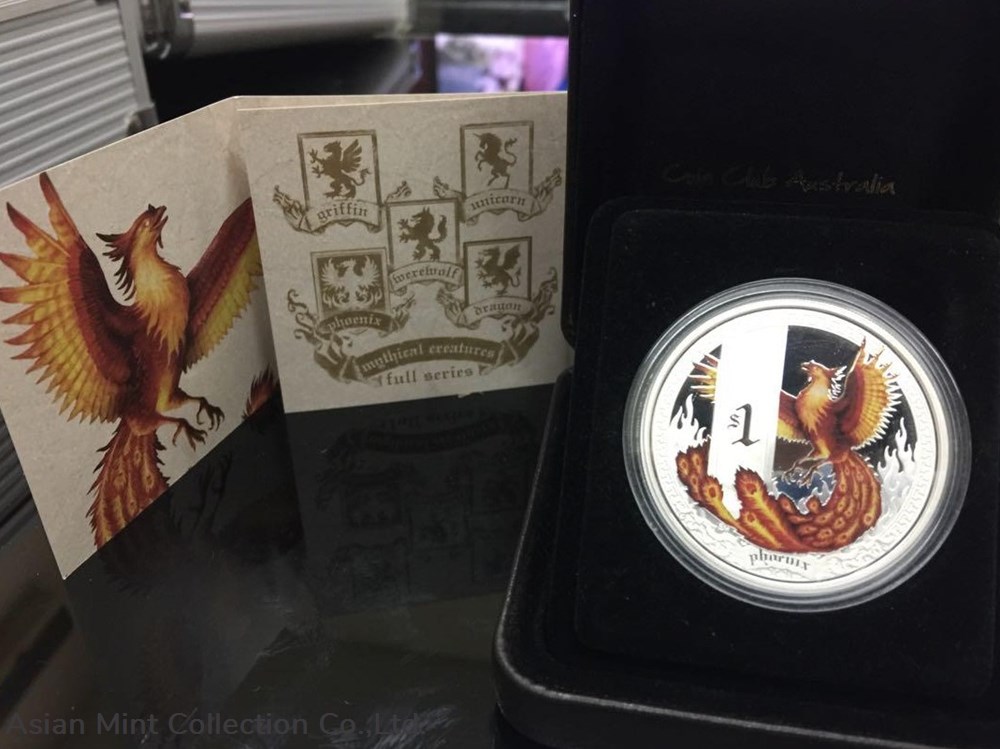 griffin
unicorn
werewolf
phoenix
dragon
mythical creatures
full series
Coin Club Australia
$1
phoenix
Asian Mint Collection Co.,Ltd